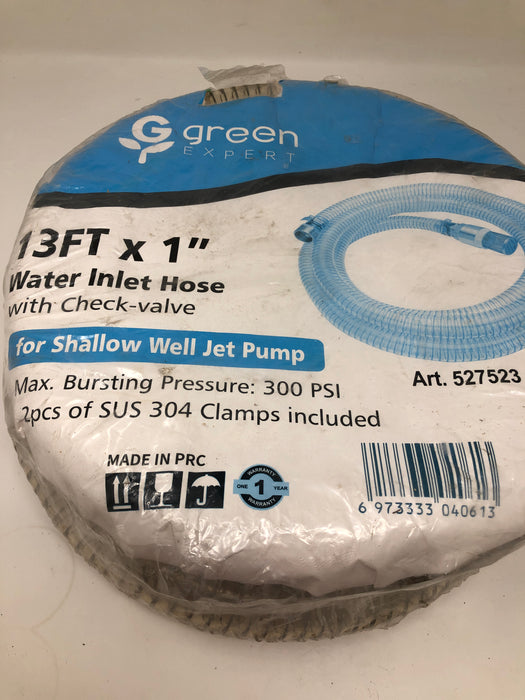 green
EXPERT
13FT x 1"
Water Inlet Hose
with Check-valve
for Shallow Well Jet Pump
Max. Bursting Pressure: 300 PSI
2pcs of SUS 304 Clamps included
Art. 527523
MADE IN PRC
WARRANTY
ONE 1 YEAR
WARRANTY
6 973333 040613